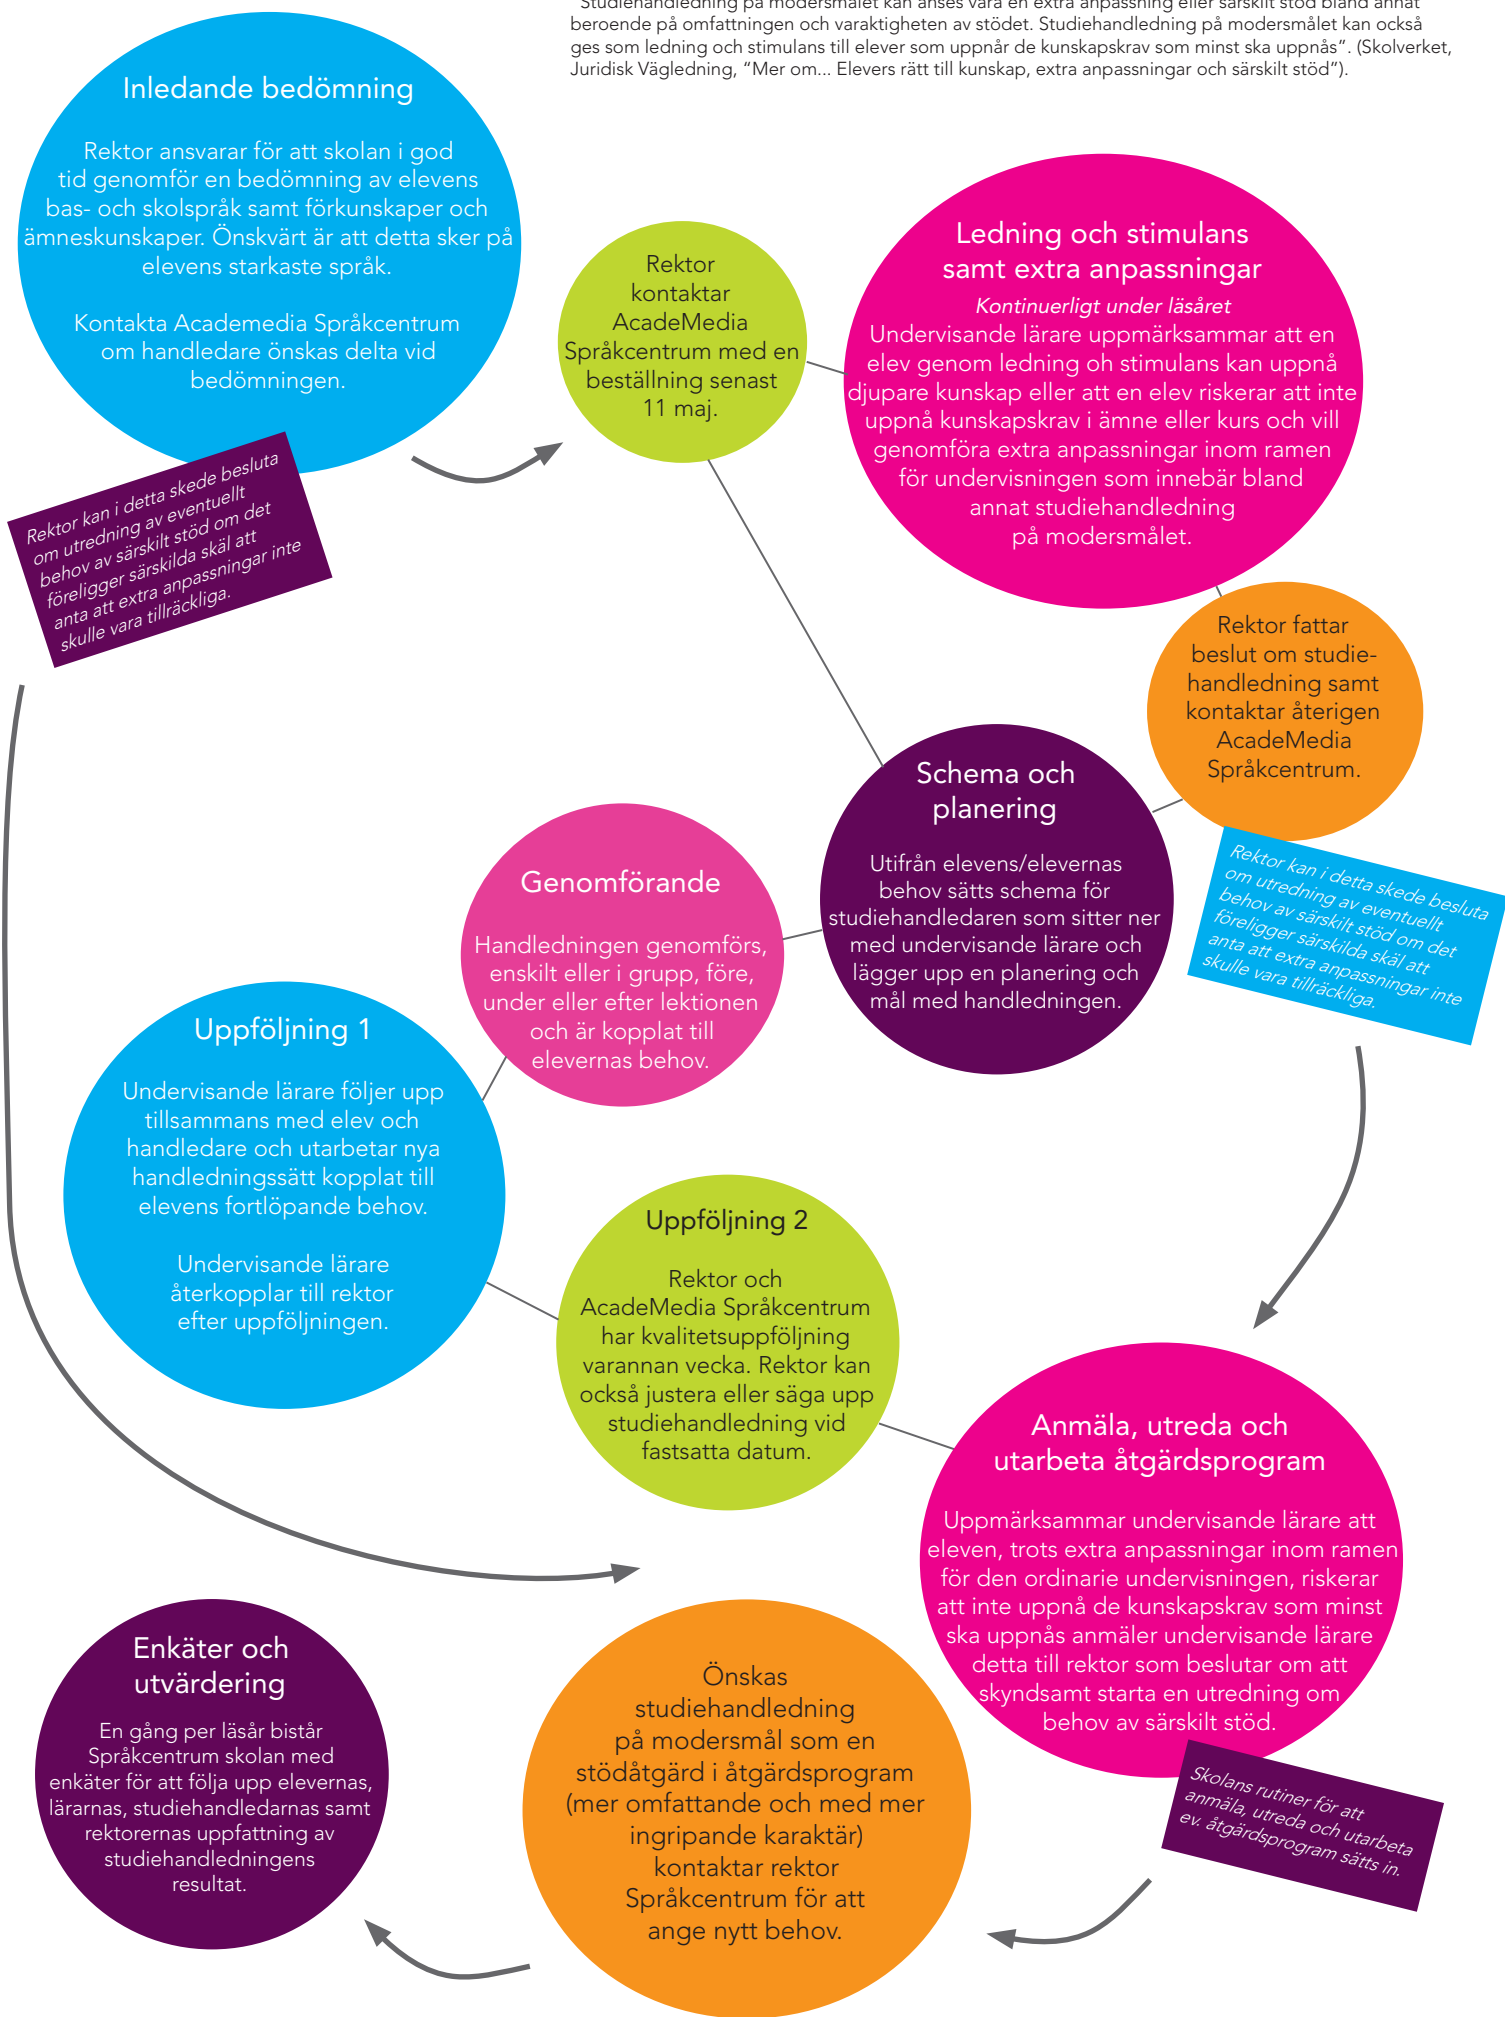 "Studiehandledning på modersmålet kan anses vara en extra anpassning eller särskilt stöd bland annat
beroende på omfattningen och varaktigheten av stödet. Studiehandledning på modersmålet kan också
ges som ledning och stimulans till elever som uppnår de kunskapskrav som minst ska uppnås". (Skolverket,
Juridisk Vägledning, "Mer om... Elevers rätt till kunskap, extra anpassningar och särskilt stöd").
Inledande bedömning
Rektor ansvarar för att skolan i god
tid genomför en bedömning av elevens
bas- och skolspråk samt förkunskaper och
ämneskunskaper. Önskvärt är att detta sker på
elevens starkaste språk.
Kontakta Academedia Språkcentrum
om handledare önskas delta vid
bedömningen.
Rektor kan i detta skede besluta
om utredning av eventuellt
behov av särskilt stöd om det
föreligger särskilda skäl att
anta att extra anpassningar inte
skulle vara tillräckliga.
Rektor
kontaktar
AcadeMedia
Språkcentrum med en
beställning senast
11 maj.
Ledning och stimulans
samt extra anpassningar
Kontinuerligt under läsåret
Undervisande lärare uppmärksammar att en
elev genom ledning oh stimulans kan uppnå
djupare kunskap eller att en elev riskerar att inte
uppnå kunskapskrav i ämne eller kurs och vill
genomföra extra anpassningar inom ramen
för undervisningen som innebär bland
annat studiehandledning
på modersmålet.
Rektor fattar
beslut om studie-
handledning samt
kontaktar återigen
AcadeMedia
Språkcentrum.
Rektor kan i detta skede besluta
om utredning av eventuellt
behov av särskilt stöd om det
föreligger särskilda skäl att
anta att extra anpassningar inte
skulle vara tillräckliga.
Schema och
planering
Utifrån elevens/elevernas
behov sätts schema för
studiehandledaren som sitter ner
med undervisande lärare och
lägger upp en planering och
mål med handledningen.
Genomförande
Handledningen genomförs,
enskilt eller i grupp, före,
under eller efter lektionen
och är kopplat till
elevernas behov.
Uppföljning 1
Undervisande lärare följer upp
tillsammans med elev och
handledare och utarbetar nya
handledningssätt kopplat till
elevens fortlöpande behov.
Undervisande lärare
återkopplar till rektor
efter uppföljningen.
Uppföljning 2
Rektor och
AcadeMedia Språkcentrum
har kvalitetsuppföljning
varannan vecka. Rektor kan
också justera eller säga upp
studiehandledning vid
fastsatta datum.
Anmäla, utreda och
utarbeta åtgärdsprogram
Uppmärksammar undervisande lärare att
eleven, trots extra anpassningar inom ramen
för den ordinarie undervisningen, riskerar
att inte uppnå de kunskapskrav som minst
ska uppnås anmäler undervisande lärare
detta till rektor som beslutar om att
skyndsamt starta en utredning om
behov av särskilt stöd.
Skolans rutiner för att
anmäla, utreda och utarbeta
ev. åtgärdsprogram sätts in.
Önskas
studiehandledning
på modersmål som en
stödåtgärd i åtgärdsprogram
(mer omfattande och med mer
ingripande karaktär)
kontaktar rektor
Språkcentrum för att
ange nytt behov.
Enkäter och
utvärdering
En gång per läsår bistår
Språkcentrum skolan med
enkäter för att följa upp elevernas,
lärarnas, studiehandledarnas samt
rektorernas uppfattning av
studiehandledningens
resultat.